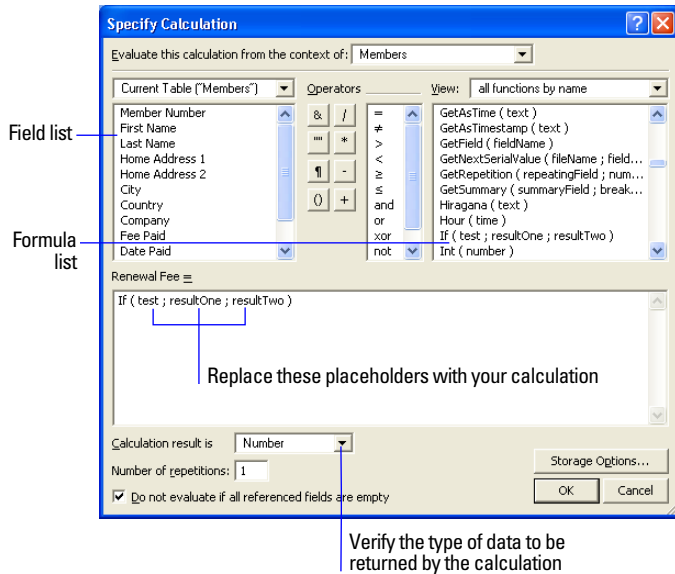 Specify Calculation
Evaluate this calculation from the context of: Members
Current Table ("Members")
Operators
View: all functions by name
Field list
Member Number
First Name
Last Name
Home Address 1
Home Address 2
City
Country
Company
Fee Paid
Date Paid
& /
"" *
¶ -
() +
=
≠
>
<
≥
≤
and
or
xor
not
GetAsTime ( text )
GetAsTimestamp ( text )
GetField ( fieldName )
GetNextSerialValue ( fileName ; field...
GetRepetition ( repeatingField ; num...
GetSummary ( summaryField ; break...
Hiragana ( text )
Hour ( time )
If ( test ; resultOne ; resultTwo )
Int ( number )
Formula
list
Renewal Fee =
If ( test ; resultOne ; resultTwo )
Replace these placeholders with your calculation
Calculation result is Number
Number of repetitions: 1
Do not evaluate if all referenced fields are empty
Storage Options...
OK
Cancel
Verify the type of data to be
returned by the calculation